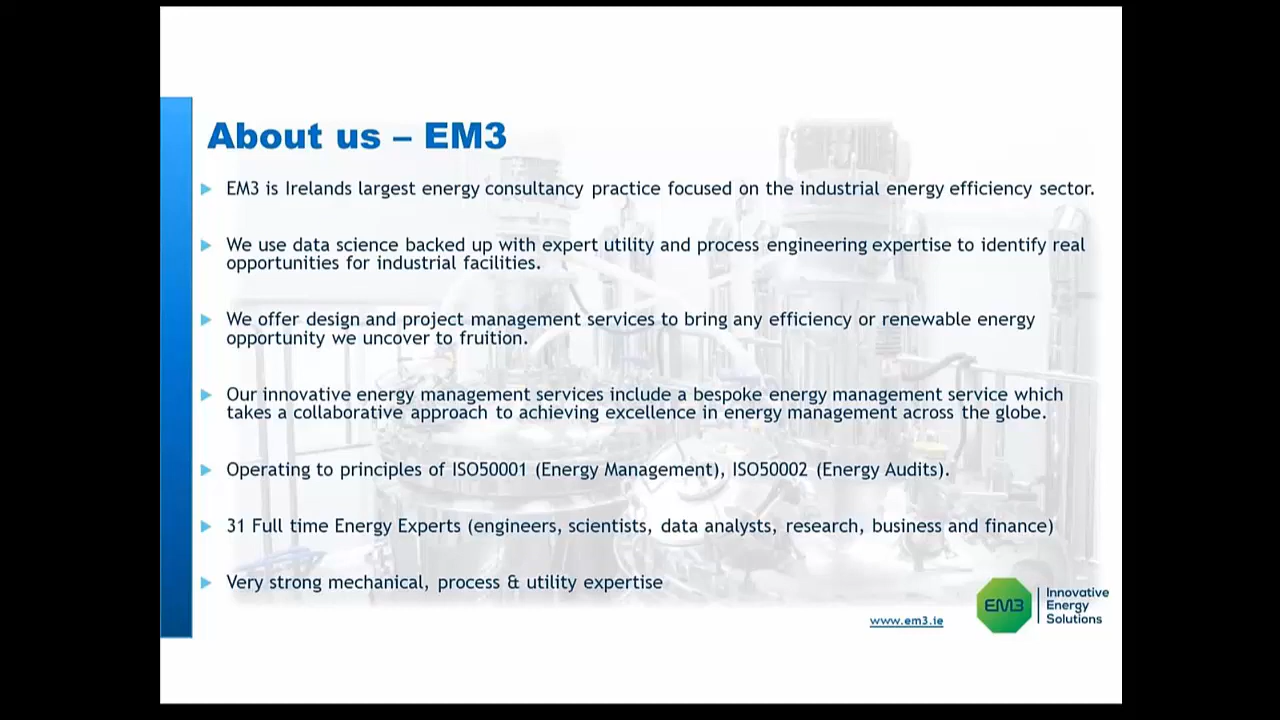 About us – EM3
EM3 is Irelands largest energy consultancy practice focused on the industrial energy efficiency sector.
We use data science backed up with expert utility and process engineering expertise to identify real
opportunities for industrial facilities.
We offer design and project management services to bring any efficiency or renewable energy
opportunity we uncover to fruition.
Our innovative energy management services include a bespoke energy management service which
takes a collaborative approach to achieving excellence in energy management across the globe.
Operating to principles of ISO50001 (Energy Management), ISO50002 (Energy Audits).
31 Full time Energy Experts (engineers, scientists, data analysts, research, business and finance)
Very strong mechanical, process & utility expertise
www.em3.ie
EM3
Innovative
Energy
Solutions